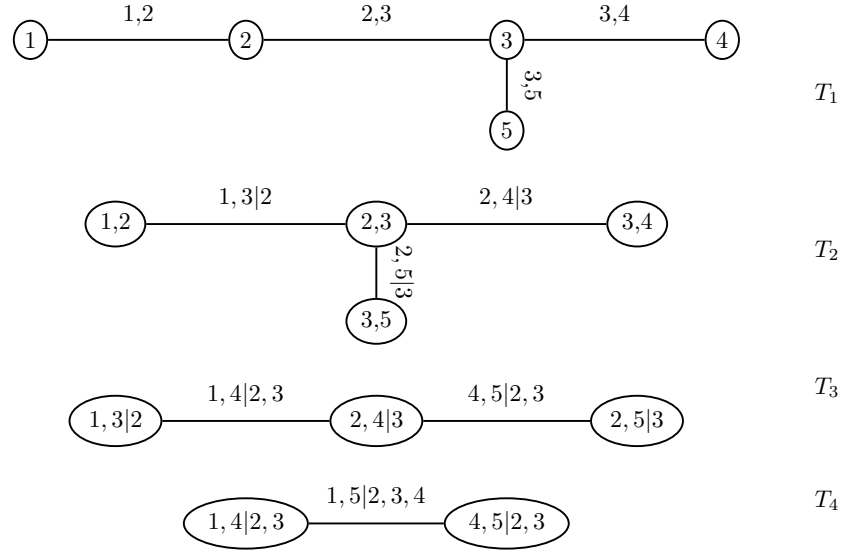 1,2 2,3 3,4
1 2 3 4
3,5
T1
5
1, 3|2 2, 4|3
1,2 2,3 3,4
2, 5|3
T2
3,5
1, 4|2, 3 4, 5|2, 3
T3
1, 3|2 2, 4|3 2, 5|3
1, 5|2, 3, 4
T4
1, 4|2, 3 4, 5|2, 3